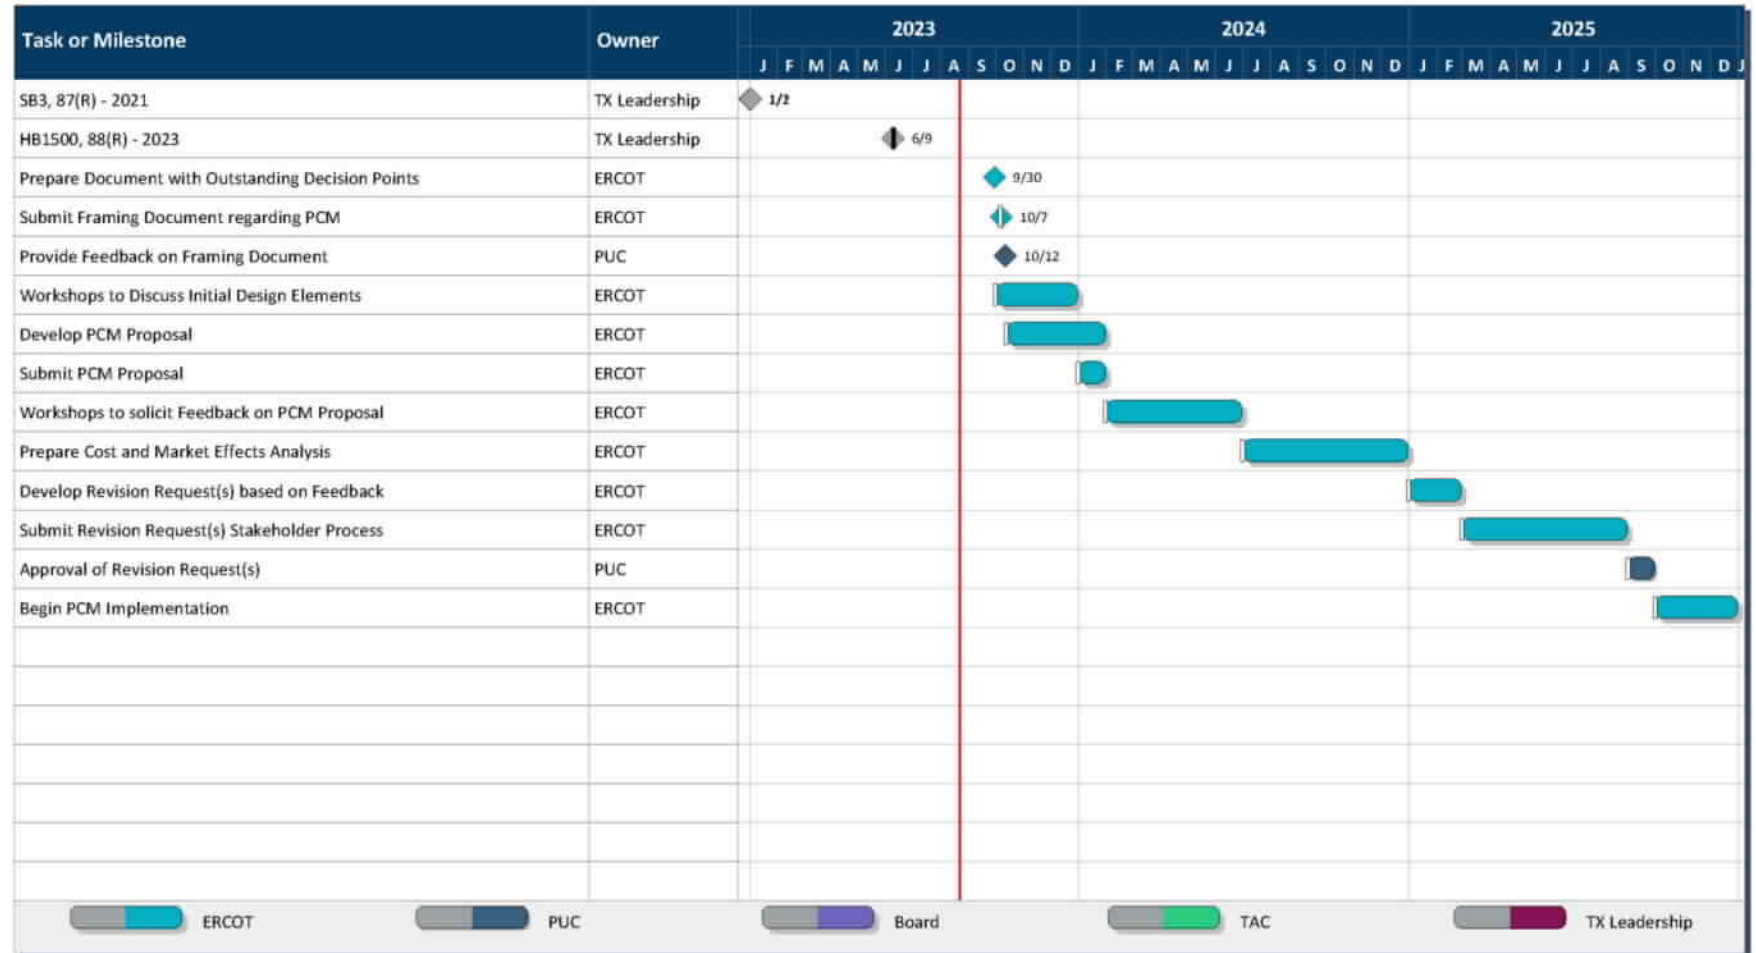 2023 2024 2025
Task or Milestone Owner
J F M A M J J A S O N D J F M A M J J A S O N D J F M A M J J A S O N D J
SB3, 87(R) - 2021 TX Leadership 1/2
HB1500, 88(R) - 2023 TX Leadership 6/9
Prepare Document with Outstanding Decision Points ERCOT 9/30
Submit Framing Document regarding PCM ERCOT 10/7
Provide Feedback on Framing Document PUC 10/12
Workshops to Discuss Initial Design Elements ERCOT
Develop PCM Proposal ERCOT
Submit PCM Proposal ERCOT
Workshops to solicit Feedback on PCM Proposal ERCOT
Prepare Cost and Market Effects Analysis ERCOT
Develop Revision Request(s) based on Feedback ERCOT
Submit Revision Request(s) Stakeholder Process ERCOT
Approval of Revision Request(s) PUC
Begin PCM Implementation ERCOT
ERCOT PUC Board TAC TX Leadership